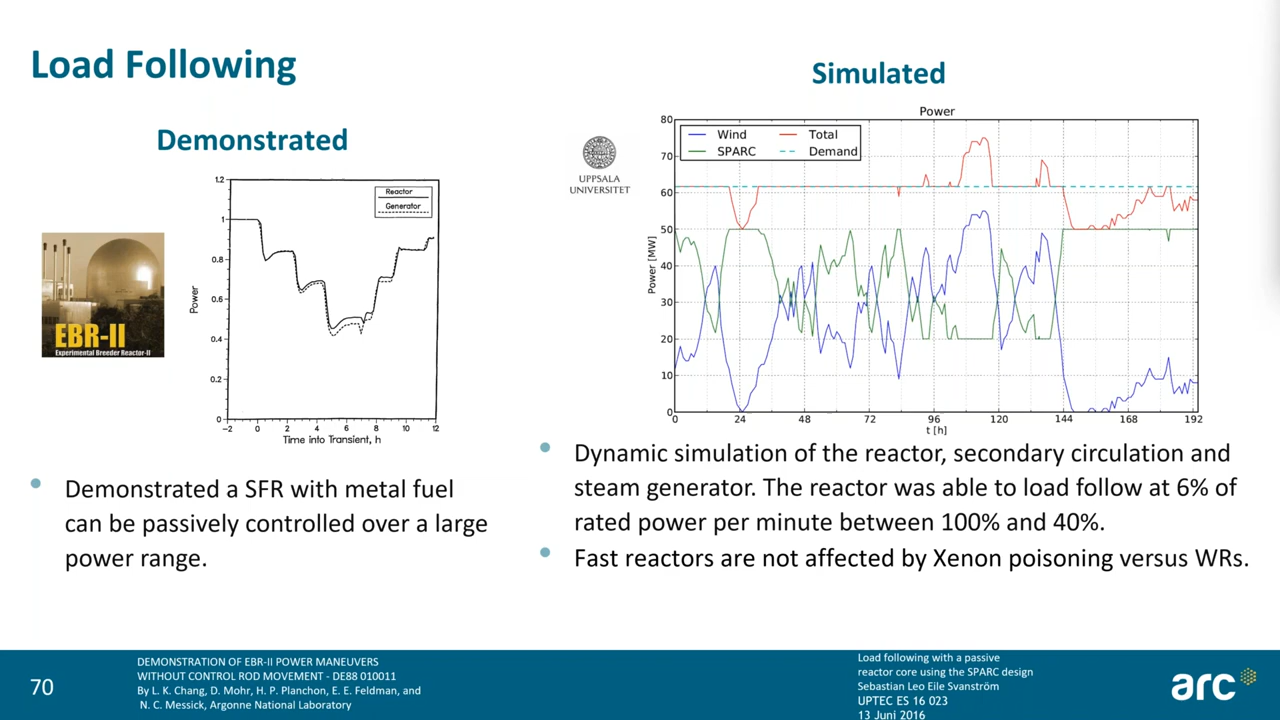 Load Following
Demonstrated
1.2
1
0.8
0.6
0.4
0.2
0
Power
Reactor
Generator
-2 0 2 4 6 8 10 12
Time into Transient, h
EBR-II
Experimental Breeder Reactor-II
Demonstrated a SFR with metal fuel
can be passively controlled over a large
power range.
Simulated
UPPSALA
UNIVERSITET
Power
Wind
SPARC
Total
Demand
80
70
60
50
40
30
20
10
0
Power [MW]
0 24 48 72 96 120 144 168 192
t [h]
Dynamic simulation of the reactor, secondary circulation and
steam generator. The reactor was able to load follow at 6% of
rated power per minute between 100% and 40%.
Fast reactors are not affected by Xenon poisoning versus WRs.
70
DEMONSTRATION OF EBR-II POWER MANEUVERS
WITHOUT CONTROL ROD MOVEMENT - DE88 010011
By L. K. Chang, D. Mohr, H. P. Planchon, E. E. Feldman, and
N. C. Messick, Argonne National Laboratory
Load following with a passive
reactor core using the SPARC design
Sebastian Leo Eile Svanström
UPTEC ES 16 023
13 Juni 2016
arc